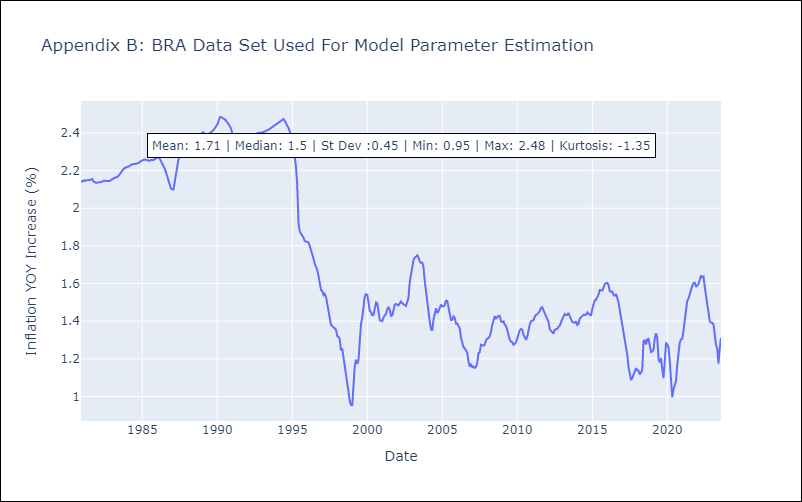 Appendix B: BRA Data Set Used For Model Parameter Estimation
Mean: 1.71 | Median: 1.5 | St Dev :0.45 | Min: 0.95 | Max: 2.48 | Kurtosis: -1.35
Inflation YOY Increase (%)
2.4
2.2
2
1.8
1.6
1.4
1.2
1
1985 1990 1995 2000 2005 2010 2015 2020
Date